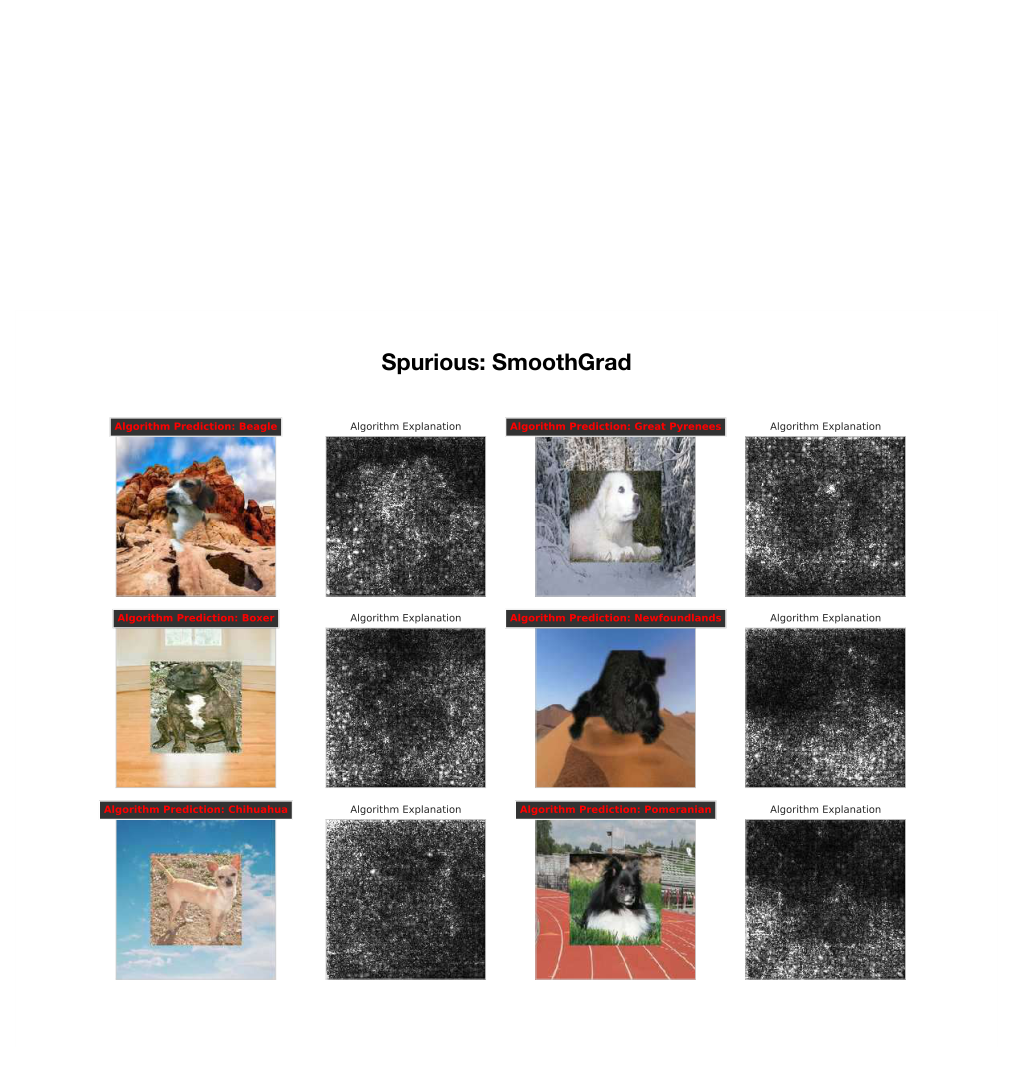 Spurious: SmoothGrad
Algorithm Prediction: Beagle
Algorithm Explanation
Algorithm Prediction: Great Pyrenees
Algorithm Explanation
Algorithm Prediction: Boxer
Algorithm Explanation
Algorithm Prediction: Newfoundlands
Algorithm Explanation
Algorithm Prediction: Chihuahua
Algorithm Explanation
Algorithm Prediction: Pomeranian
Algorithm Explanation